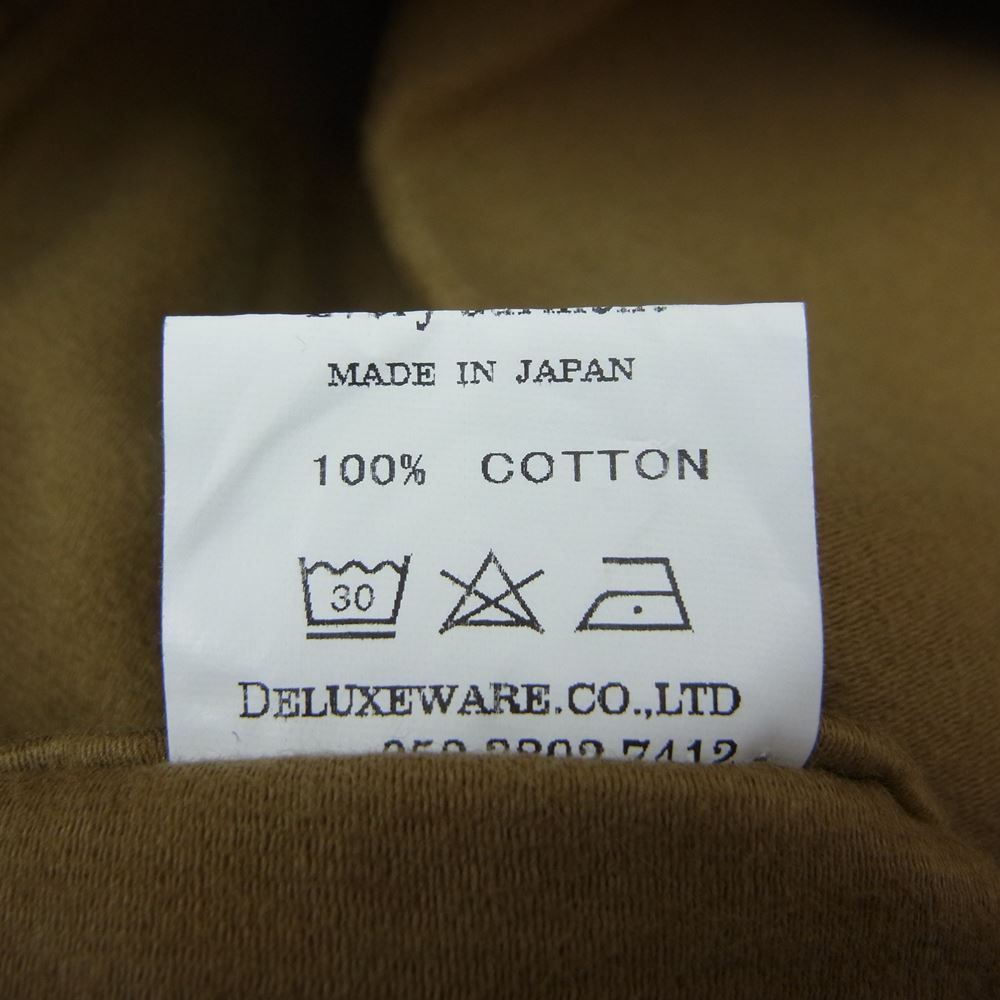 MADE IN JAPAN
100% COTTON
30
DELUXEWARE.CO.,LTD